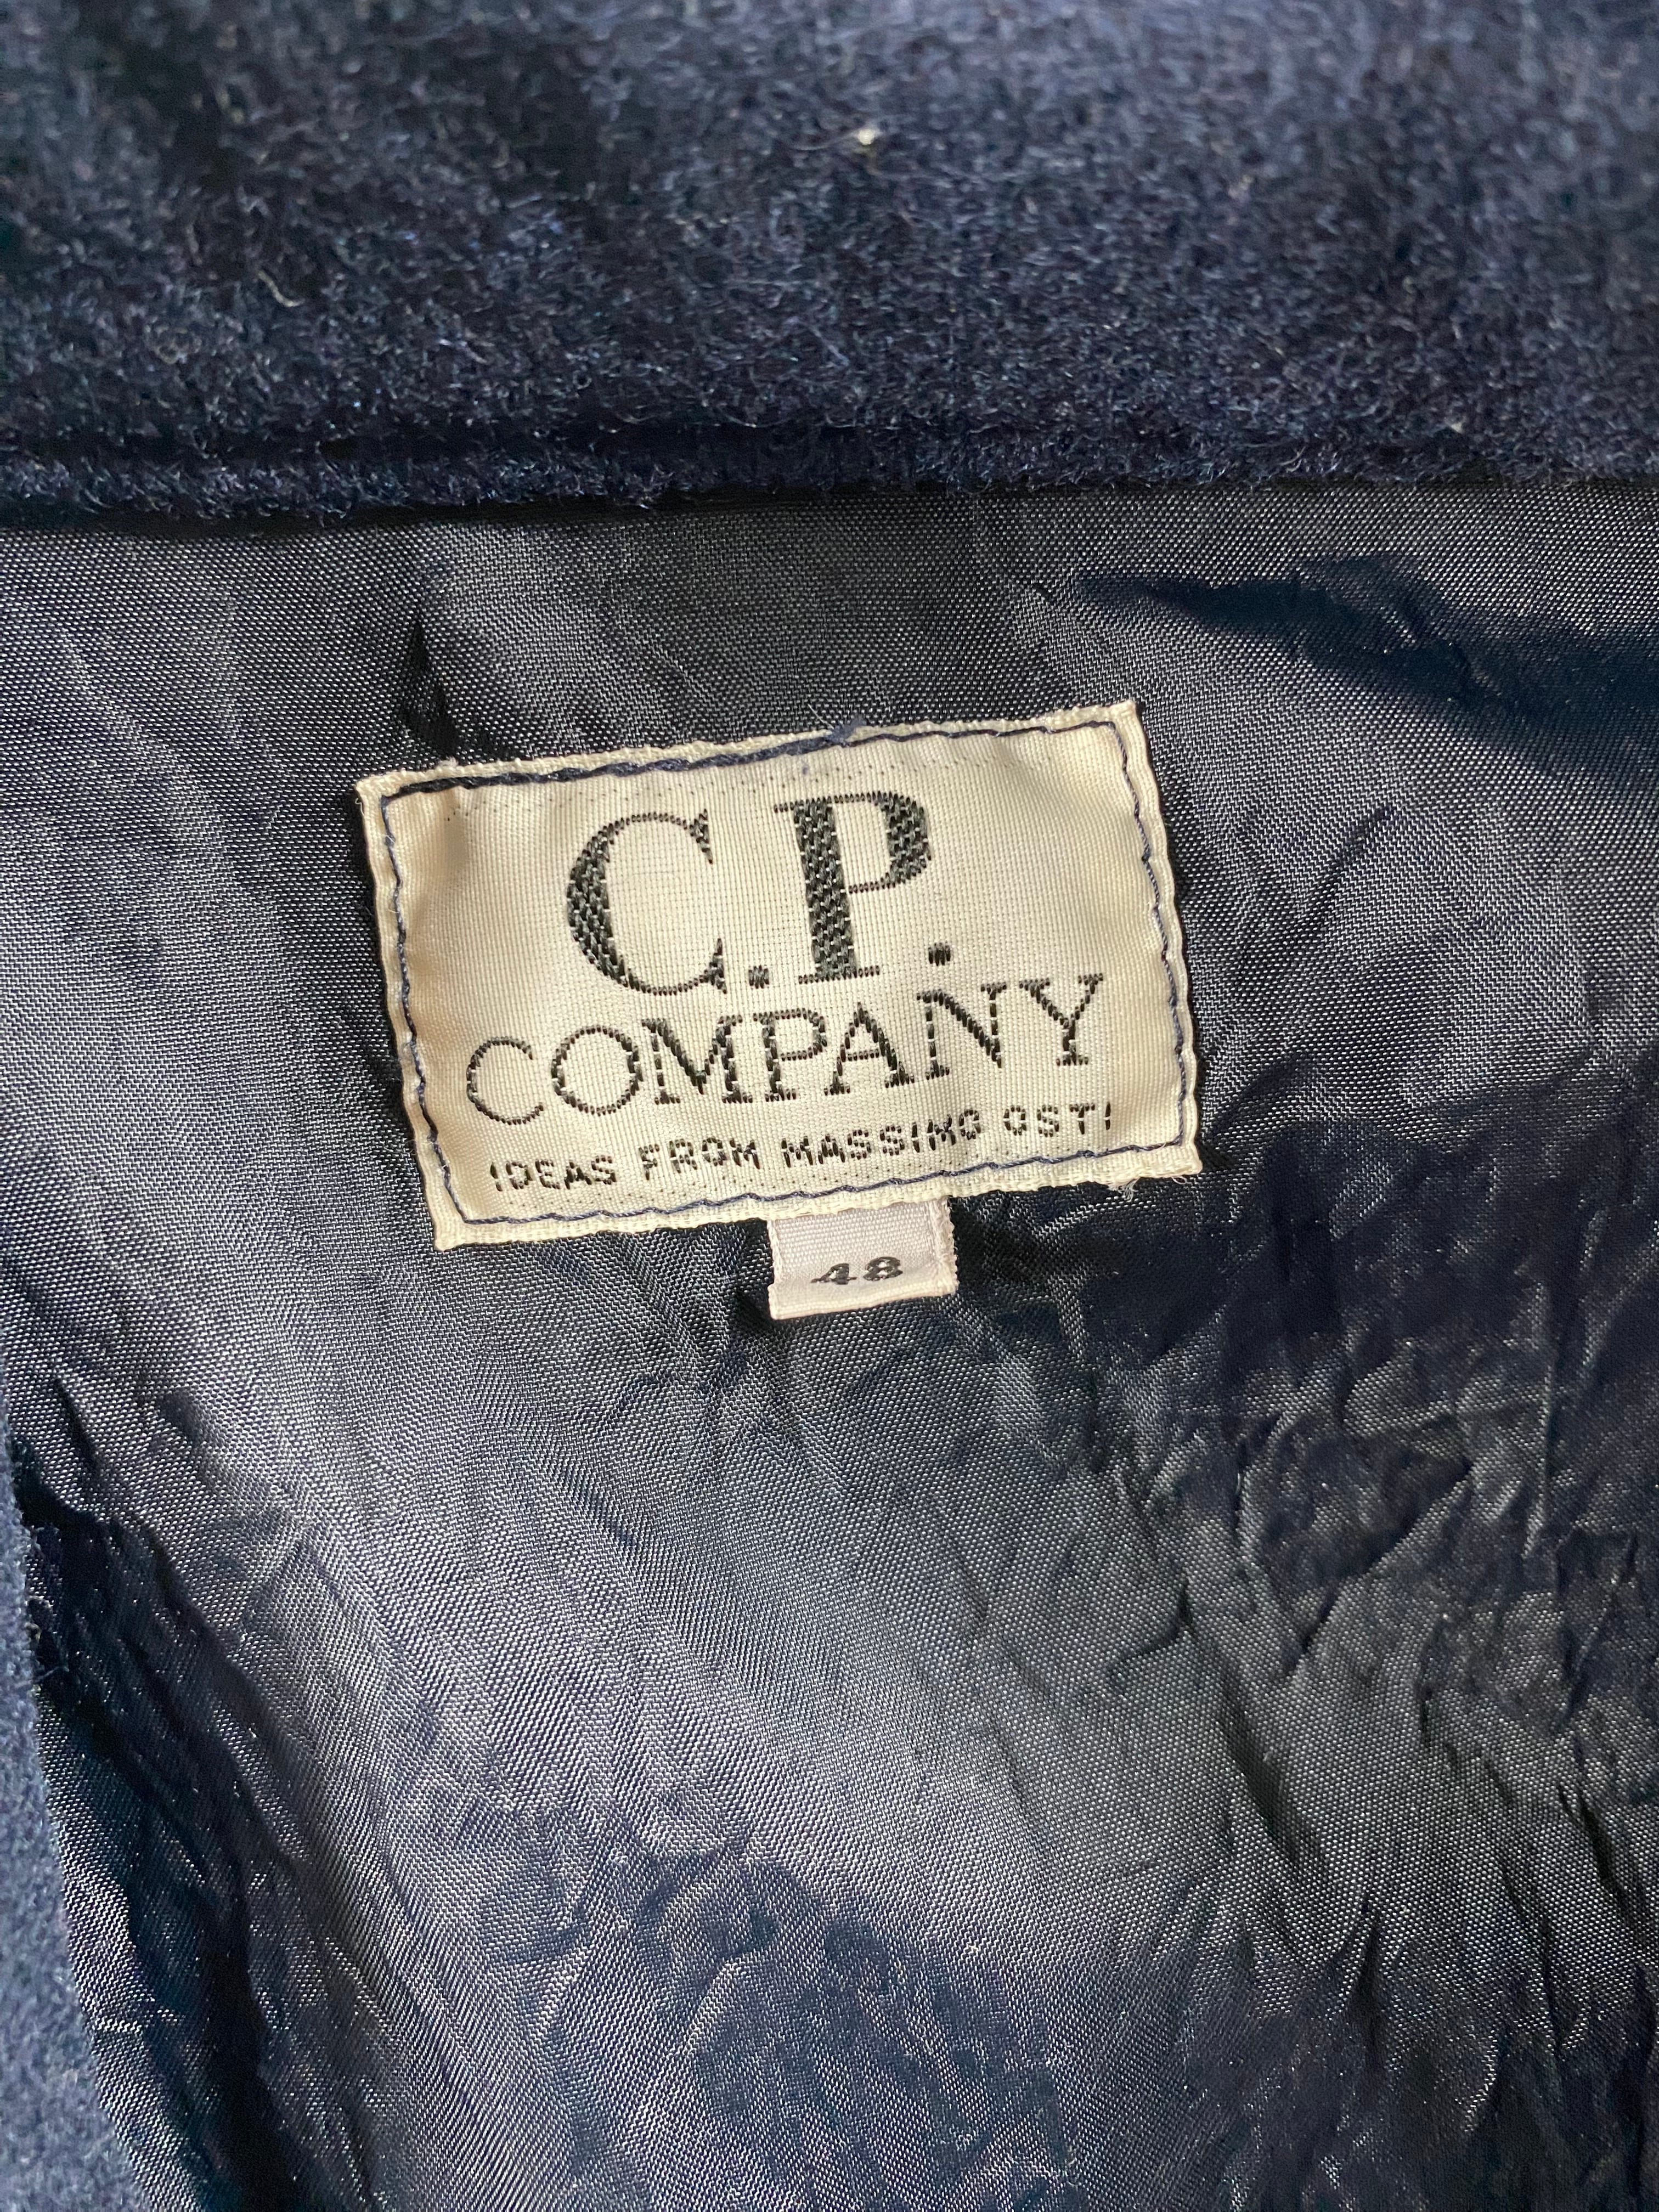 C.P.
COMPANY
IDEAS FROM MASSIMO OSTI
48